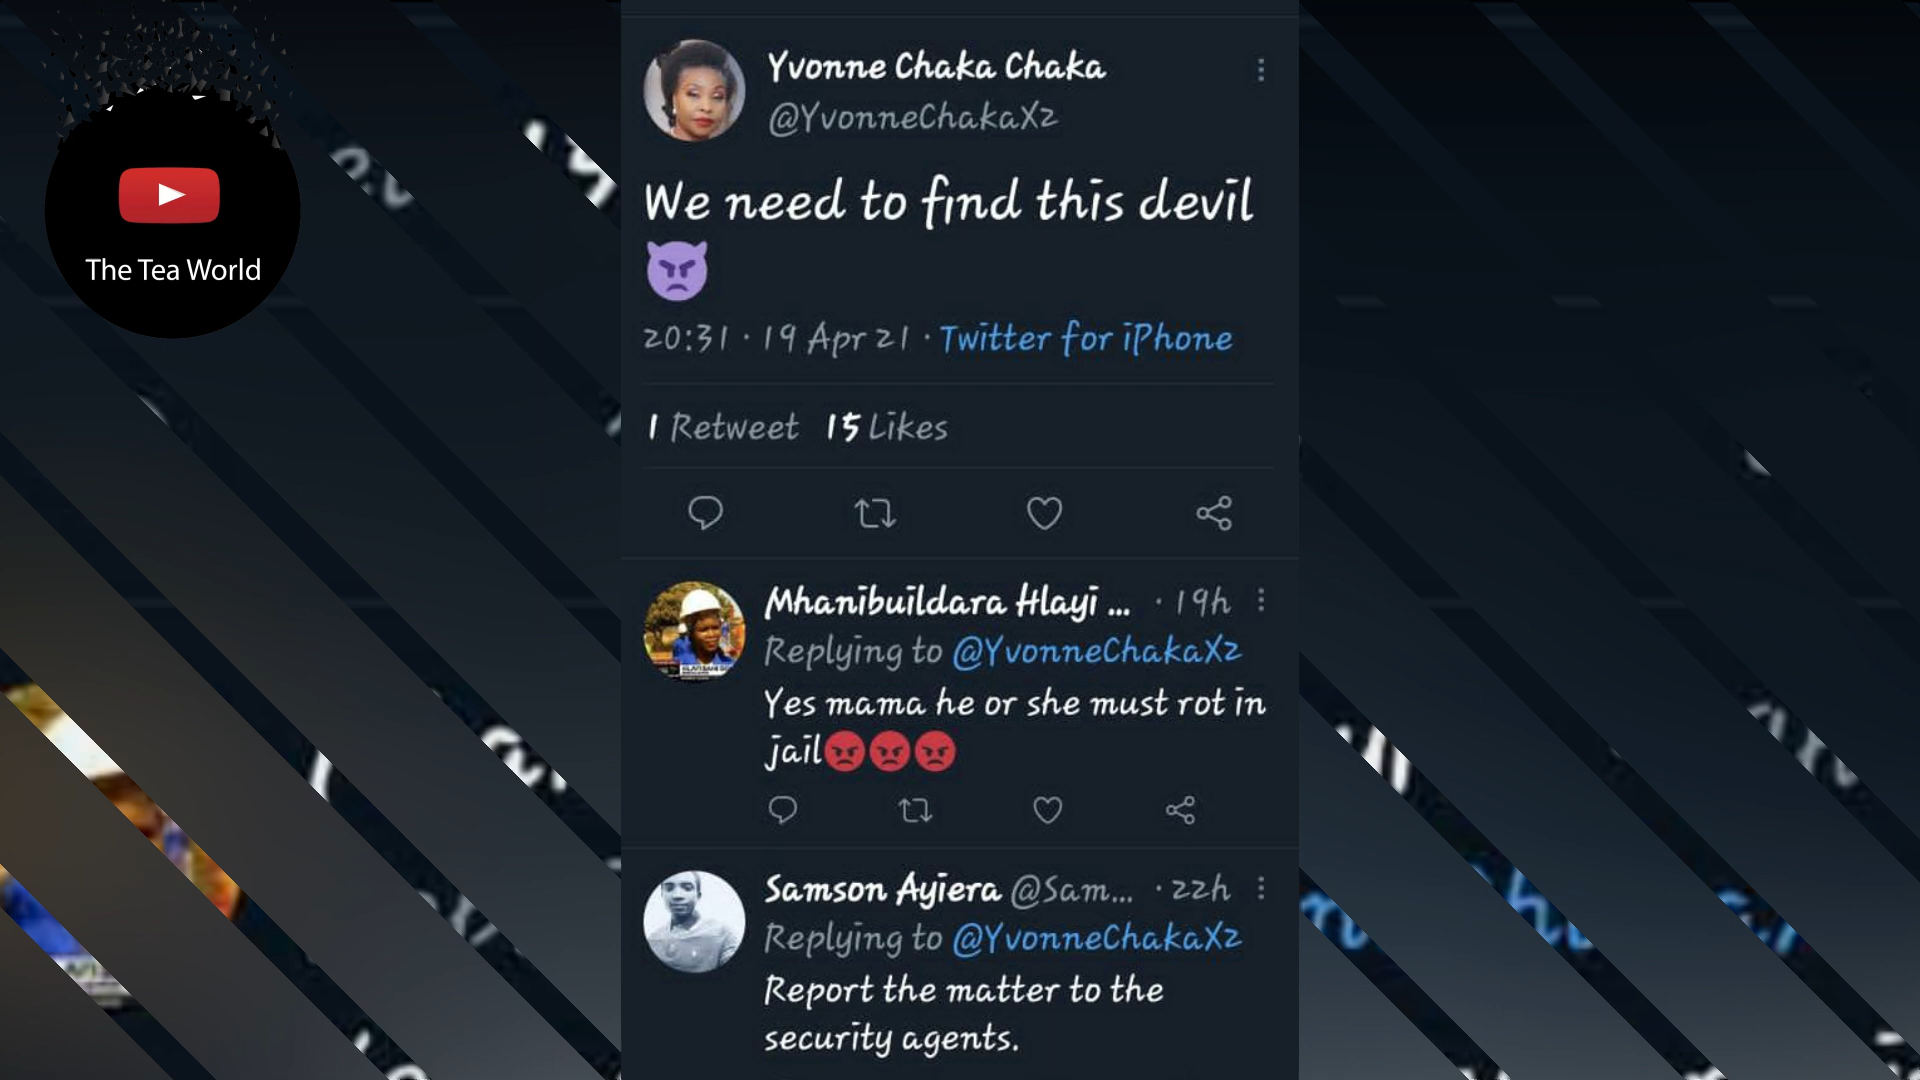 The Tea World
Yvonne Chaka Chaka
@YvonneChakaXz
We need to find this devil
👿
20:31 · 19 Apr 21 · Twitter for iPhone
1 Retweet 15 Likes
Mhanibuildara Hlayi ... · 19h
Replying to @YvonneChakaXz
Yes mama he or she must rot in
jail😡😡😡
Samson Ayiera @Sam... · 22h
Replying to @YvonneChakaXz
Report the matter to the
security agents.